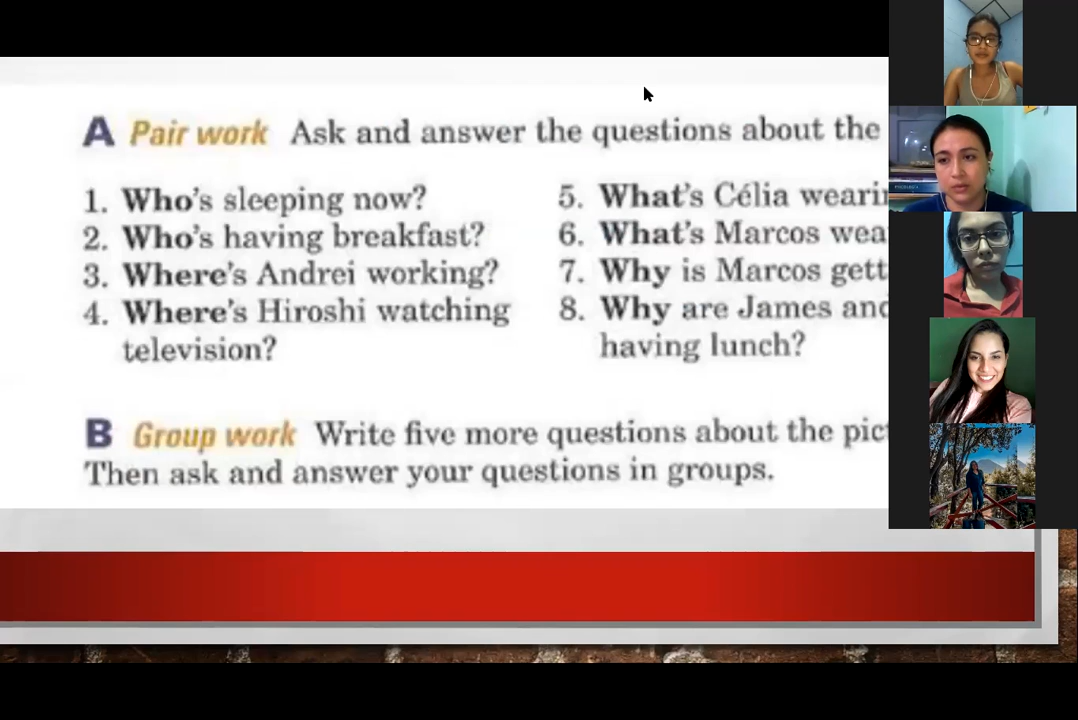 A Pair work Ask and answer the questions about the
1. Who's sleeping now?
2. Who's having breakfast?
3. Where's Andrei working?
4. Where's Hiroshi watching
television?
5. What's Célia
6. What's Marcos
7. Why is Marcos
8. Why are James
having lunch?
B Group work Write five more questions about the
Then ask and answer your questions in groups.